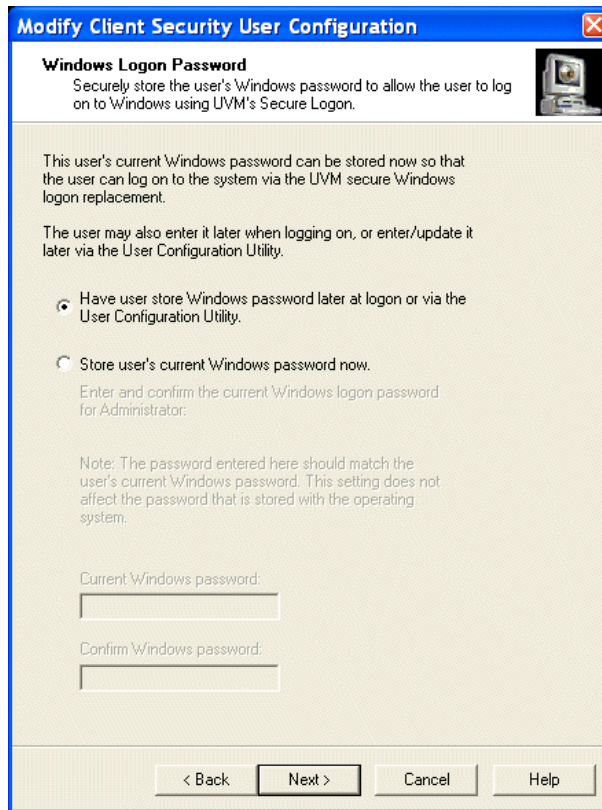 Modify Client Security User Configuration
Windows Logon Password
Securely store the user's Windows password to allow the user to log
on to Windows using UVM's Secure Logon.
This user's current Windows password can be stored now so that
the user can log on to the system via the UVM secure Windows
logon replacement.
The user may also enter it later when logging on, or enter/update it
later via the User Configuration Utility.
Have user store Windows password later at logon or via the
User Configuration Utility.
Store user's current Windows password now.
Enter and confirm the current Windows logon password
for Administrator:
Note: The password entered here should match the
user's current Windows password. This setting does not
affect the password that is stored with the operating
system.
Current Windows password:
Confirm Windows password:
< Back Next > Cancel Help